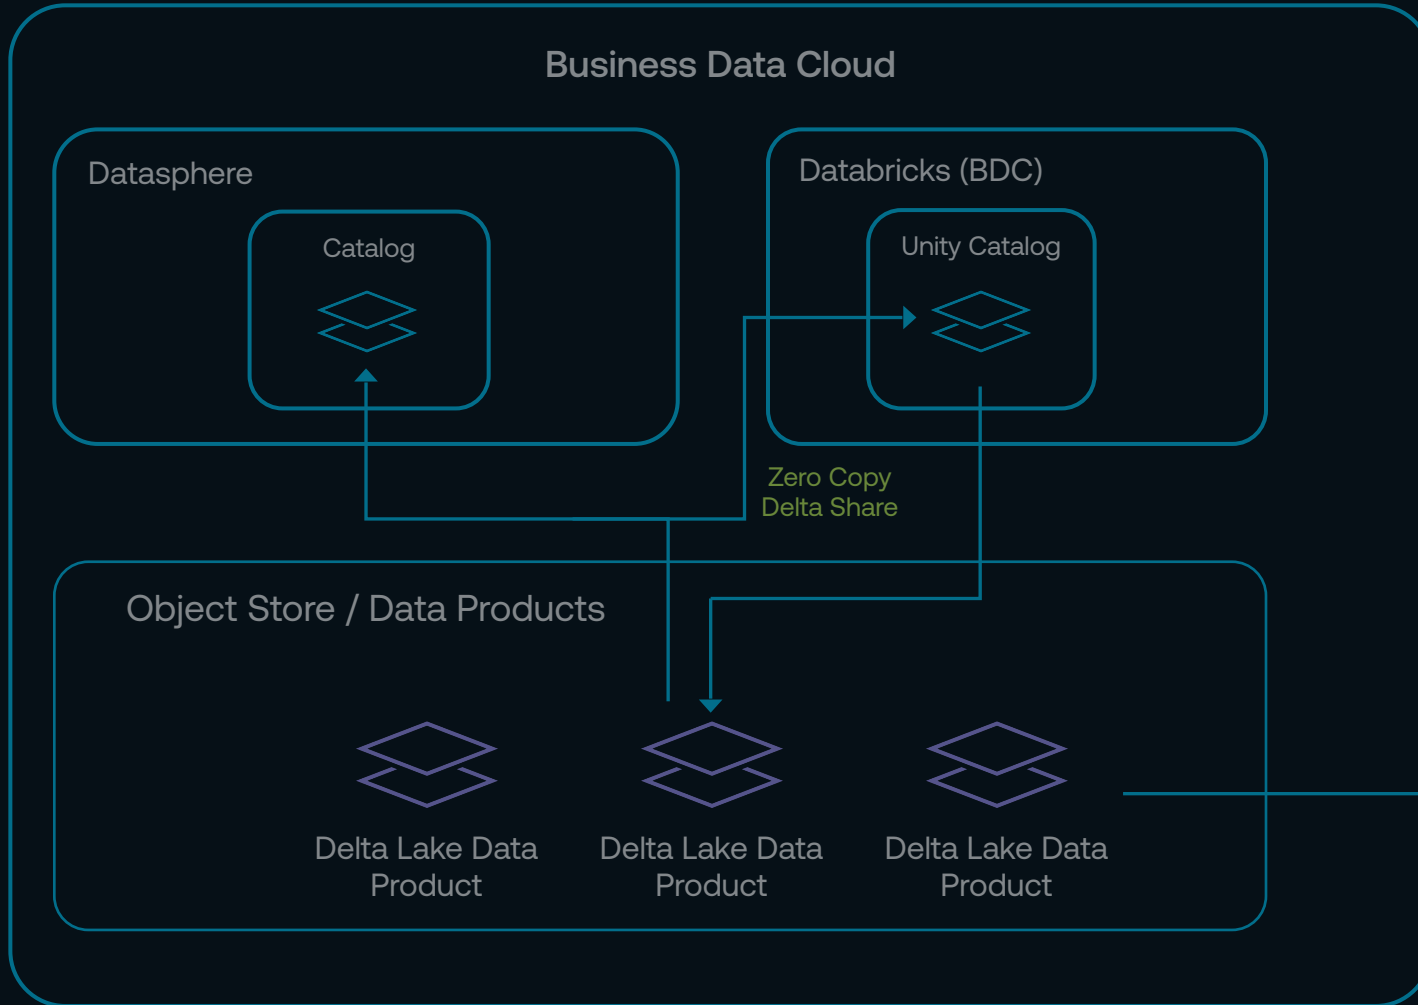 Business Data Cloud
Datasphere
Catalog
Databricks (BDC)
Unity Catalog
Zero Copy
Delta Share
Object Store / Data Products
Delta Lake Data
Product
Delta Lake Data
Product
Delta Lake Data
Product